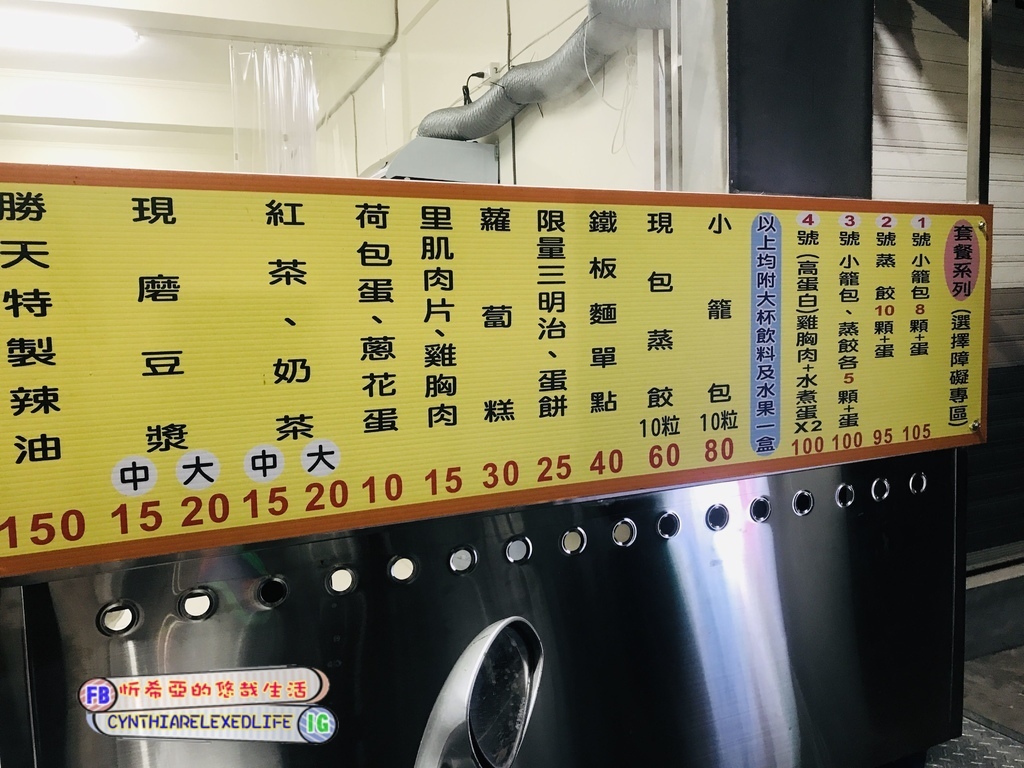 套餐系列(選擇障礙專區)
1號 小籠包8顆+蛋 105
2號 蒸餃10顆+蛋 95
3號 小籠包、蒸餃各5顆+蛋 100
4號 (高蛋白)雞胸肉+水煮蛋X2 100
以上均附大杯飲料及水果一盒
小籠包 10粒 80
現包蒸餃 10粒 60
鐵板麵單點 40
限量三明治、蛋餅 25
蘿蔔糕 30
里肌肉片、雞胸肉 15
荷包蛋、蔥花蛋 10
紅茶、奶茶 中 15 大 20
現磨豆漿 中 15 大 20
勝天特製辣油 150
FB 忻希亞的悠哉生活
CYNTHIARELEXEDLIFE IG